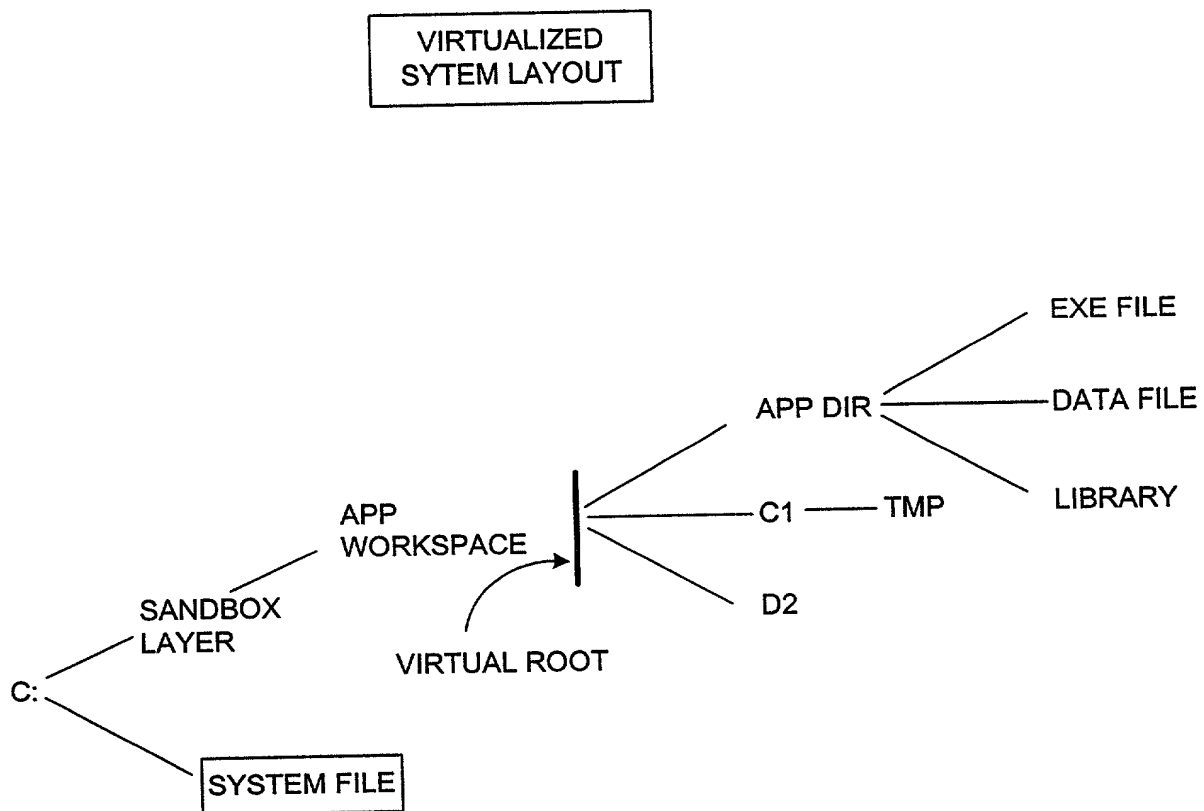 VIRTUALIZED
SYTEM LAYOUT
EXE FILE
APP DIR
DATA FILE
LIBRARY
APP
WORKSPACE
C1
TMP
SANDBOX
LAYER
D2
VIRTUAL ROOT
C:
SYSTEM FILE